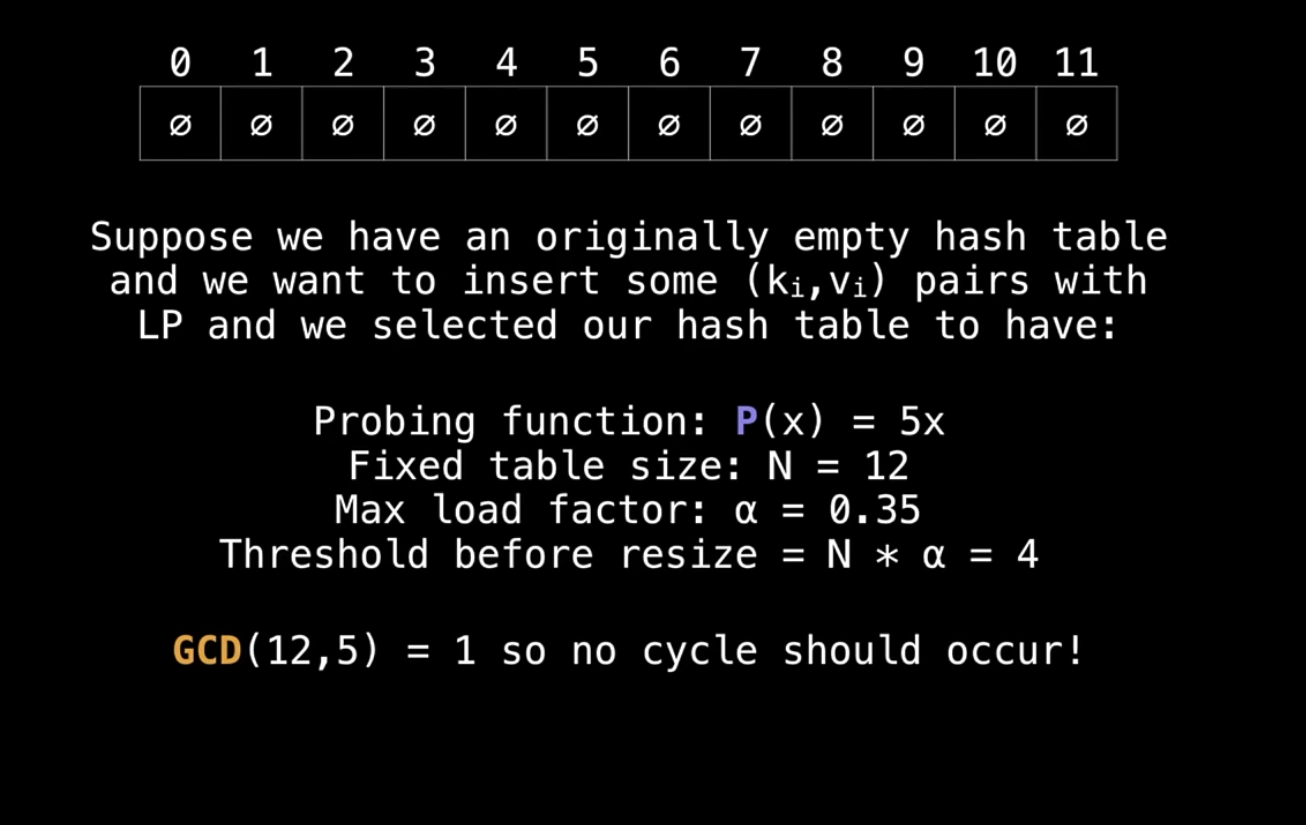 0 1 2 3 4 5 6 7 8 9 10 11
∅ ∅ ∅ ∅ ∅ ∅ ∅ ∅ ∅ ∅ ∅ ∅
Suppose we have an originally empty hash table
and we want to insert some (kᵢ,vᵢ) pairs with
LP and we selected our hash table to have:
Probing function: P(x) = 5x
Fixed table size: N = 12
Max load factor: α = 0.35
Threshold before resize = N * α = 4
GCD(12,5) = 1 so no cycle should occur!